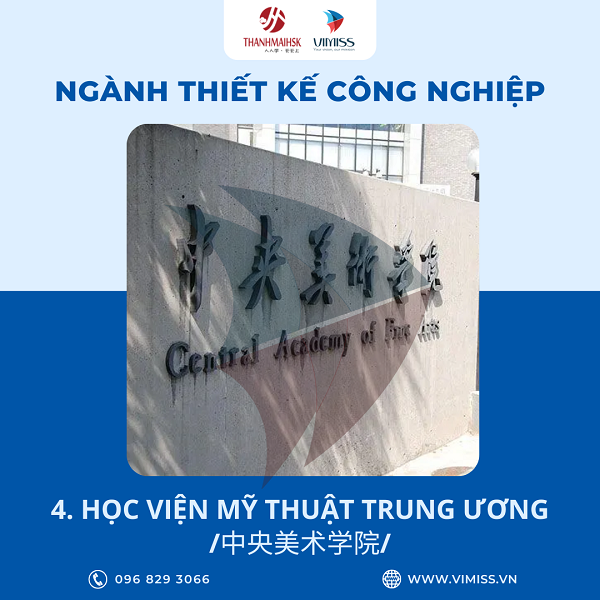 THANHMAIHSK
VIMISS
NGÀNH THIẾT KẾ CÔNG NGHIỆP
中央美術學院
Central Academy of Fine Arts
4. HỌC VIỆN MỸ THUẬT TRUNG ƯƠNG
/中央美术学院/
096 829 3066
WWW.VIMISS.VN